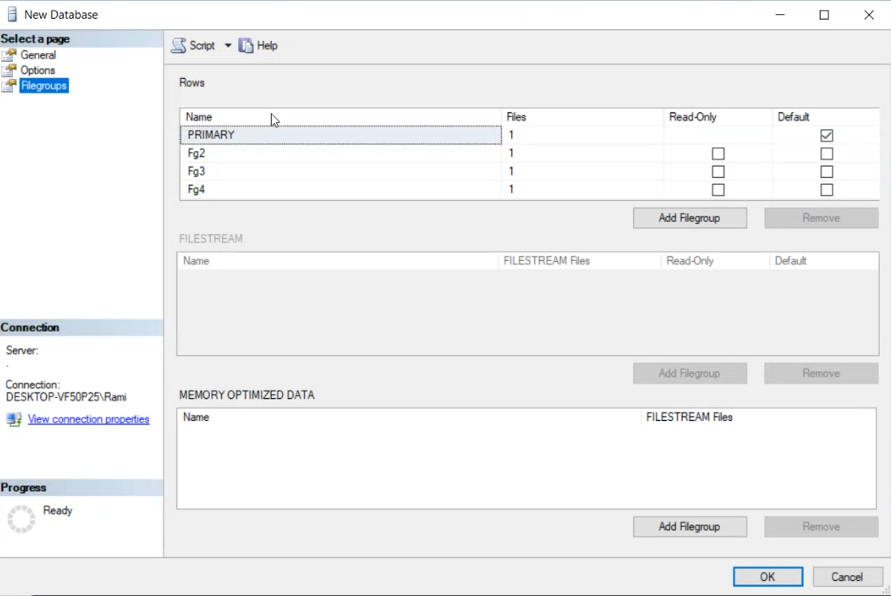 New Database
Select a page
General
Options
Filegroups
Script Help
Rows
Name Files Read-Only Default
PRIMARY 1
Fg2 1
Fg3 1
Fg4 1
Add Filegroup Remove
FILESTREAM
Name FILESTREAM Files Read-Only Default
Add Filegroup Remove
MEMORY OPTIMIZED DATA
Name FILESTREAM Files
Add Filegroup Remove
Connection
Server:
.
Connection:
DESKTOP-VF50P25\Rami
View connection properties
Progress
Ready
OK Cancel